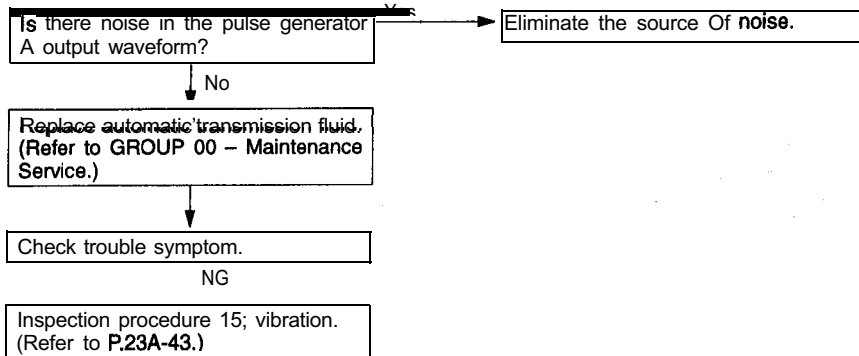 Is there noise in the pulse generator
A output waveform?
Yes
Eliminate the source Of noise.
No
Replace automatic transmission fluid.
(Refer to GROUP 00 – Maintenance
Service.)
Check trouble symptom.
NG
Inspection procedure 15; vibration.
(Refer to P.23A-43.)